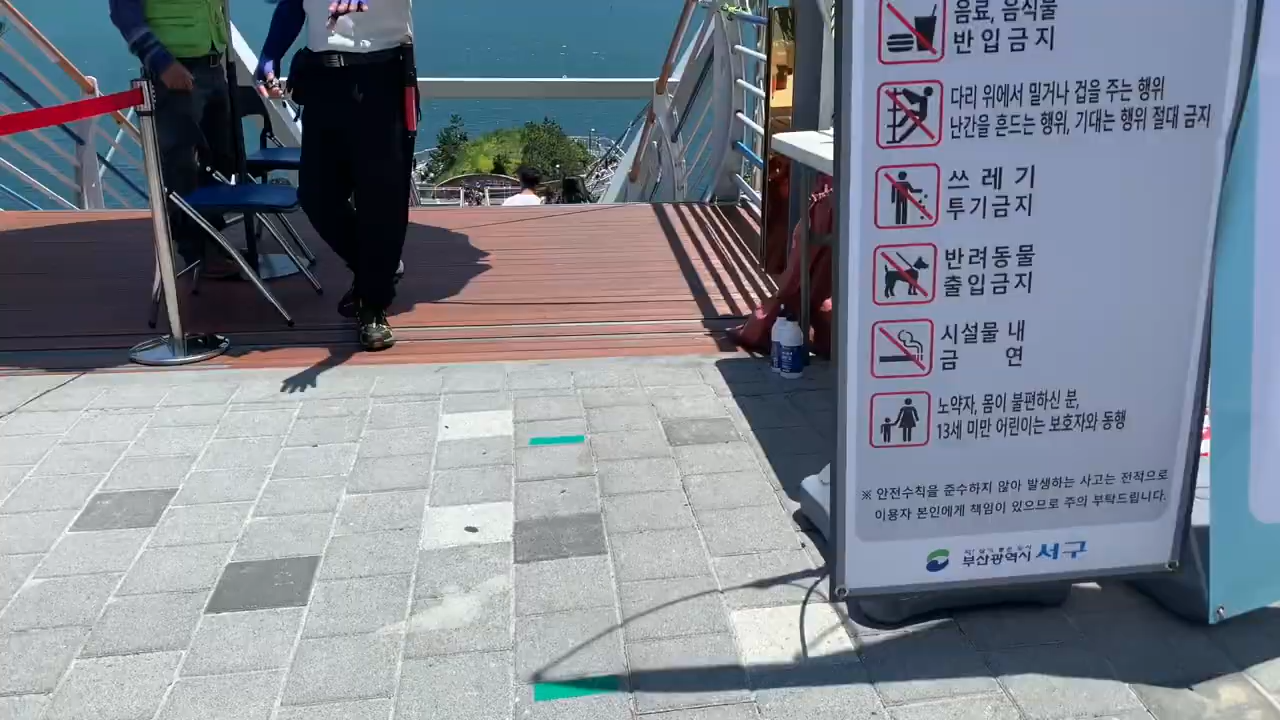 음료, 음식물
반입금지
다리 위에서 밀거나 겁을 주는 행위
난간을 흔드는 행위, 기대는 행위 절대 금지
쓰 레 기
투기금지
반려동물
출입금지
시설물 내
금 연
노약자, 몸이 불편하신 분,
13세 미만 어린이는 보호자와 동행
※ 안전수칙을 준수하지 않아 발생하는 사고는 전적으로
이용자 본인에게 책임이 있으므로 주의 부탁드립니다.
부산광역시 서구